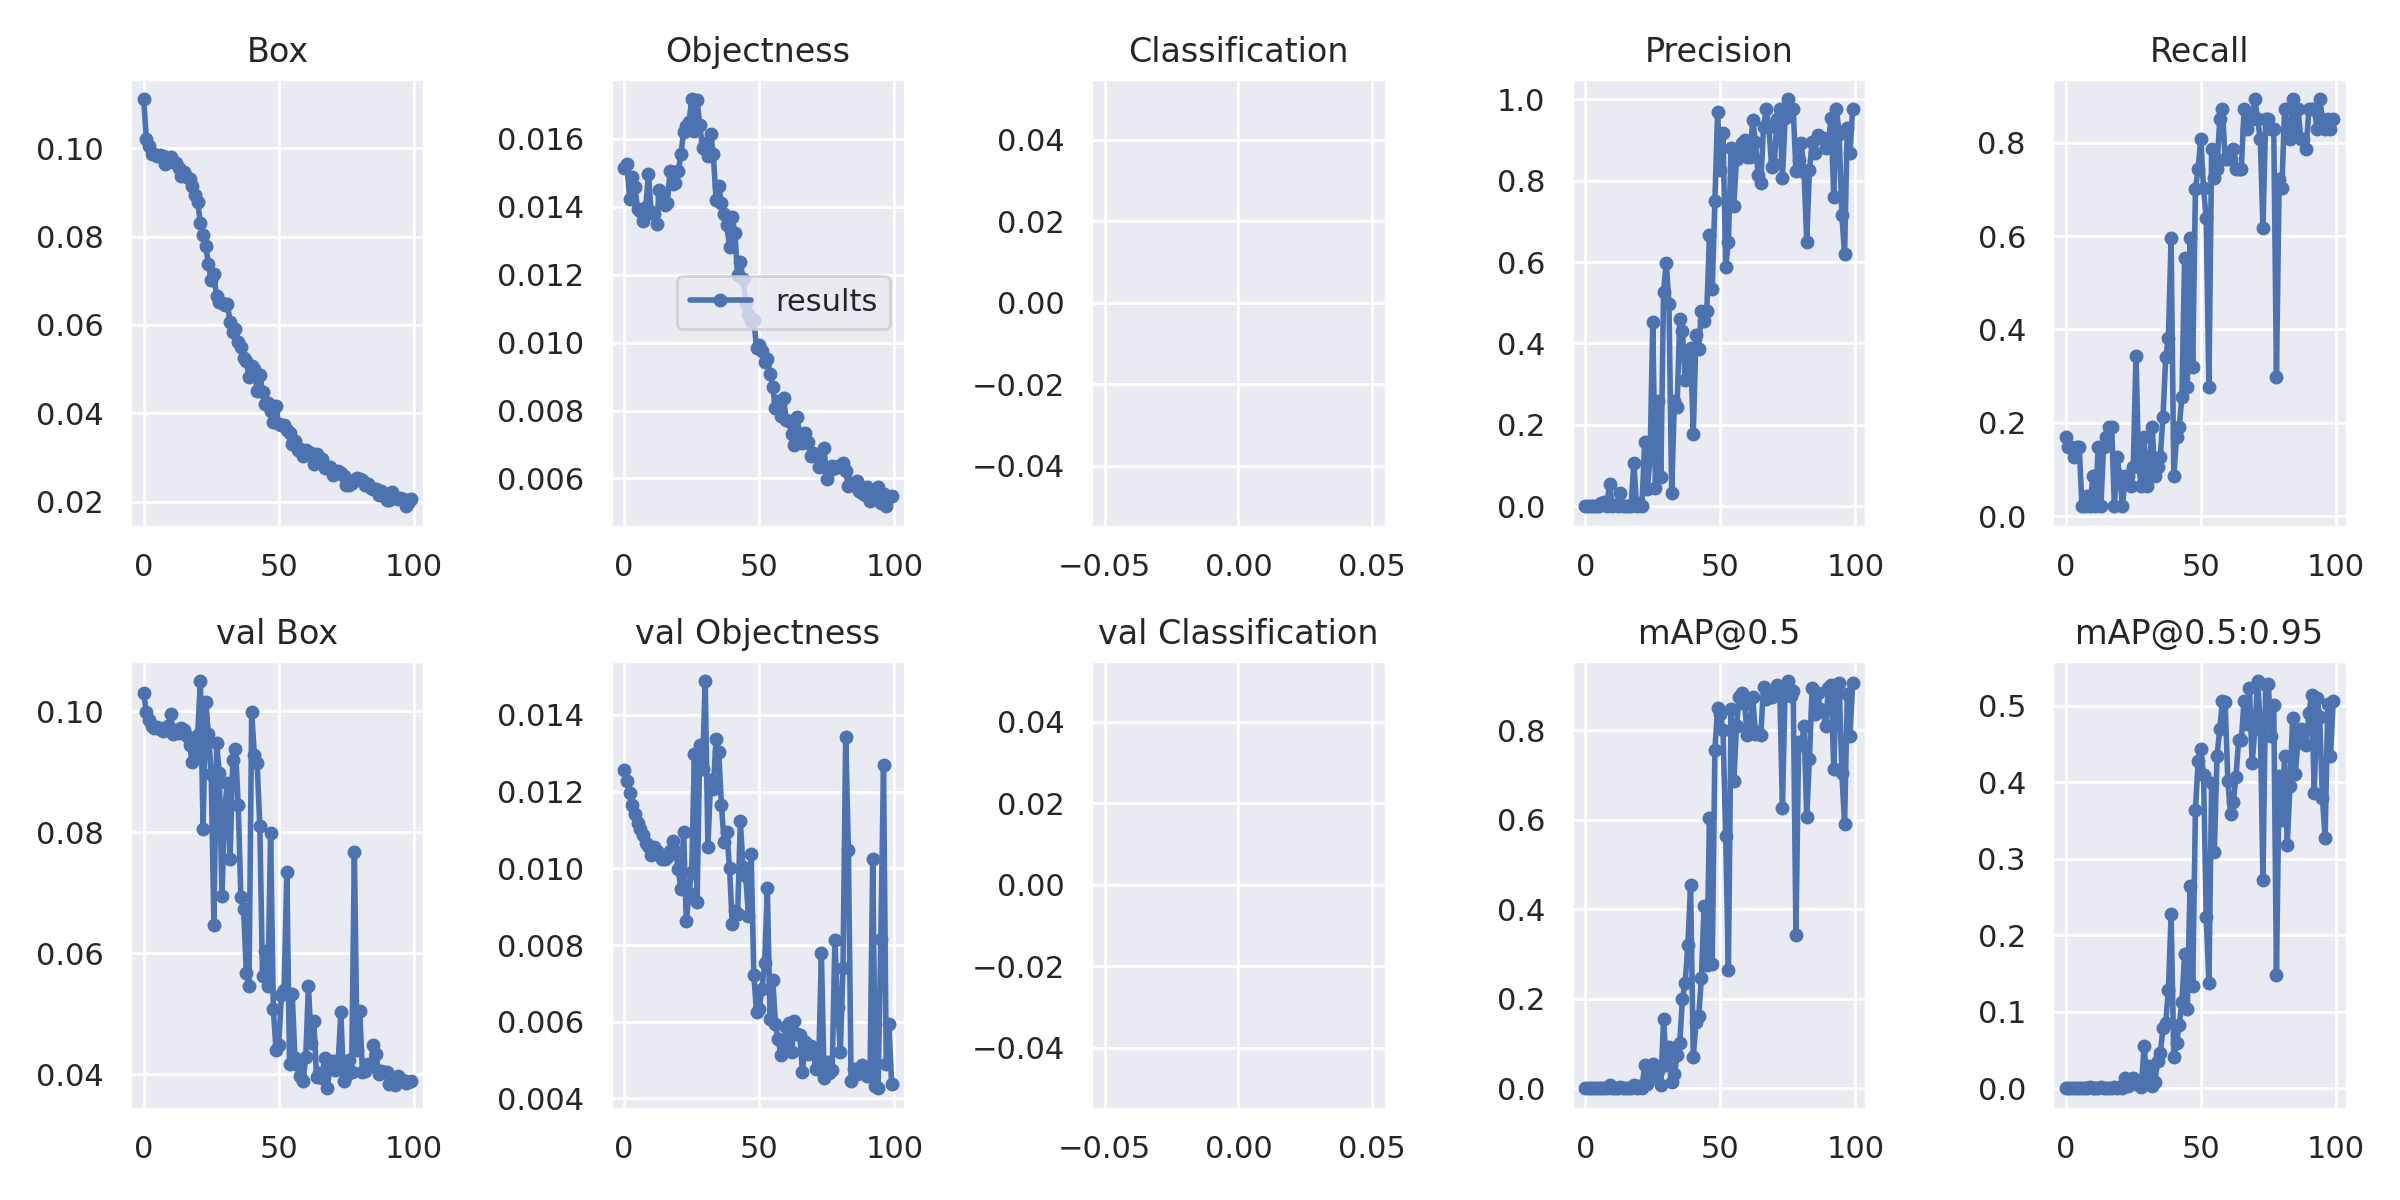 Box
Objectness
Classification
Precision
Recall
0.10
0.08
0.06
0.04
0.02
0 50 100
0.016
0.014
0.012
0.010
0.008
0.006
results
0 50 100
0.04
0.02
0.00
−0.02
−0.04
−0.05 0.00 0.05
1.0
0.8
0.6
0.4
0.2
0.0
0 50 100
0.8
0.6
0.4
0.2
0.0
0 50 100
val Box
val Objectness
val Classification
mAP@0.5
mAP@0.5:0.95
0.10
0.08
0.06
0.04
0 50 100
0.014
0.012
0.010
0.008
0.006
0.004
0 50 100
0.04
0.02
0.00
−0.02
−0.04
−0.05 0.00 0.05
0.8
0.6
0.4
0.2
0.0
0 50 100
0.5
0.4
0.3
0.2
0.1
0.0
0 50 100